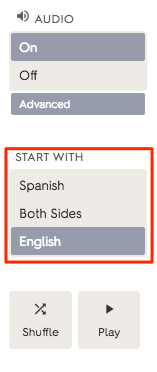 AUDIO
On
Off
Advanced
START WITH
Spanish
Both Sides
English
Shuffle Play